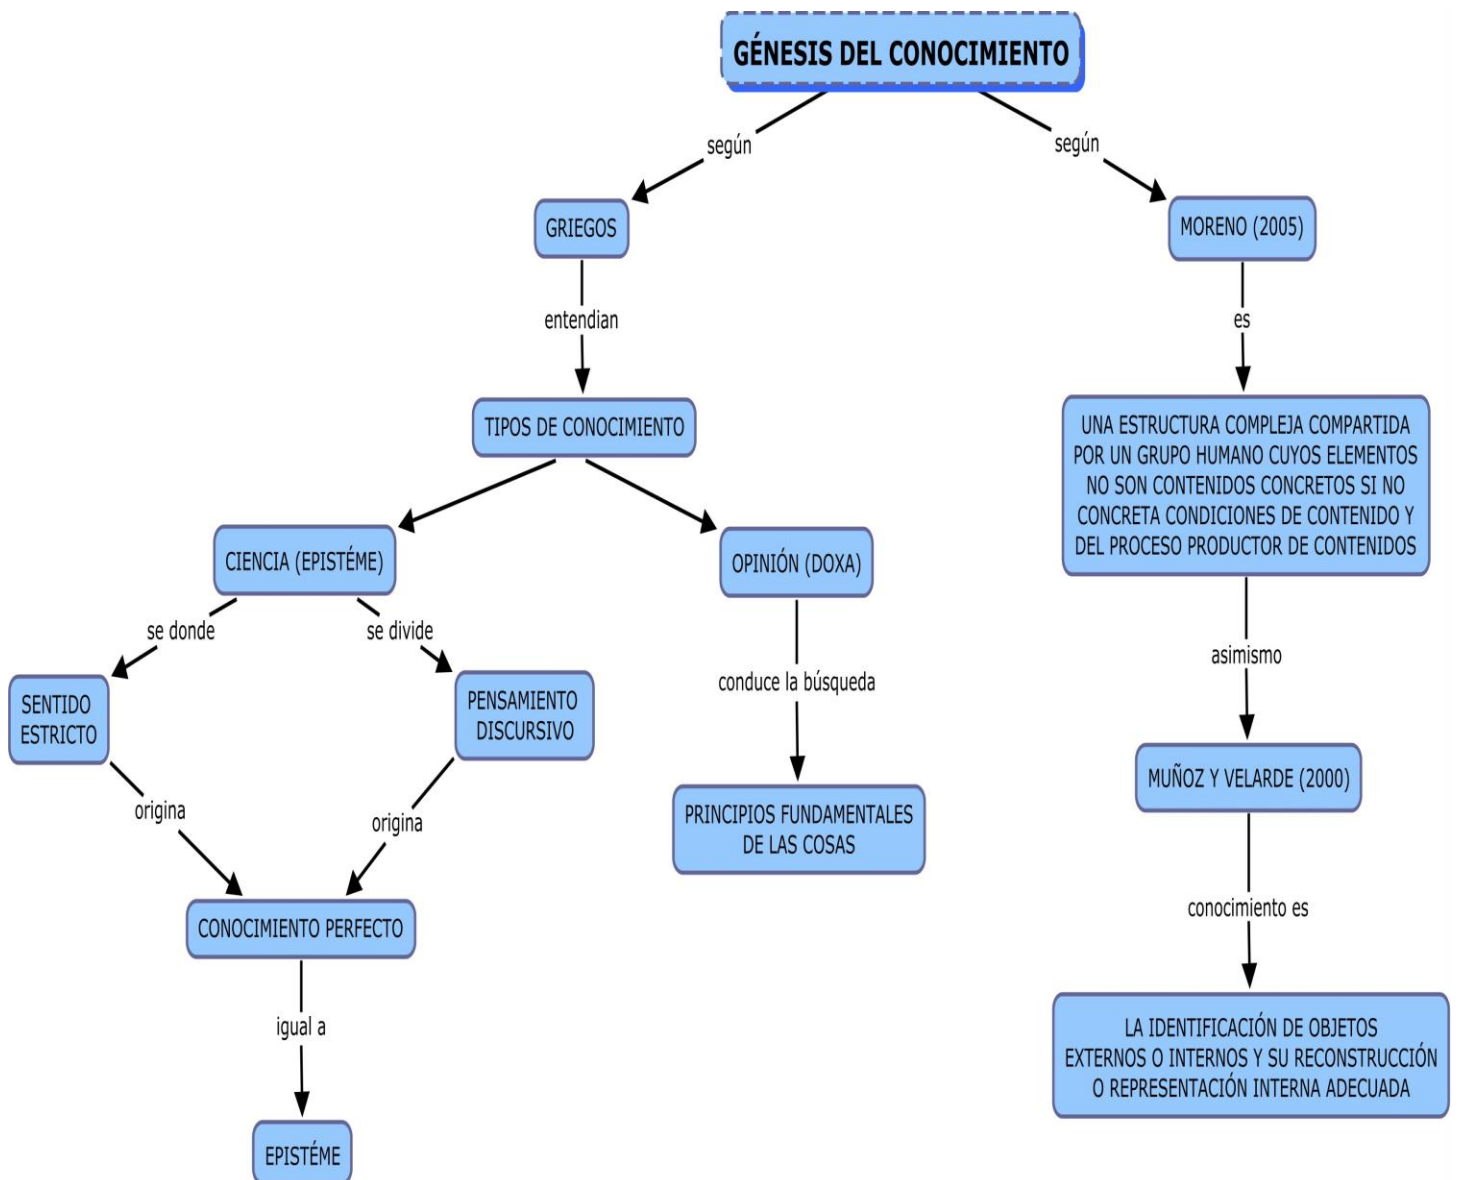 GÉNESIS DEL CONOCIMIENTO
según
según
GRIEGOS
MORENO (2005)
entendian
es
TIPOS DE CONOCIMIENTO
UNA ESTRUCTURA COMPLEJA COMPARTIDA
POR UN GRUPO HUMANO CUYOS ELEMENTOS
NO SON CONTENIDOS CONCRETOS SI NO
CONCRETA CONDICIONES DE CONTENIDO Y
DEL PROCESO PRODUCTOR DE CONTENIDOS
CIENCIA (EPISTÉME)
OPINIÓN (DOXA)
se donde
se divide
conduce la búsqueda
asimismo
SENTIDO
ESTRICTO
PENSAMIENTO
DISCURSIVO
MUÑOZ Y VELARDE (2000)
origina
origina
PRINCIPIOS FUNDAMENTALES
DE LAS COSAS
CONOCIMIENTO PERFECTO
conocimiento es
igual a
LA IDENTIFICACIÓN DE OBJETOS
EXTERNOS O INTERNOS Y SU RECONSTRUCCIÓN
O REPRESENTACIÓN INTERNA ADECUADA
EPISTÉME